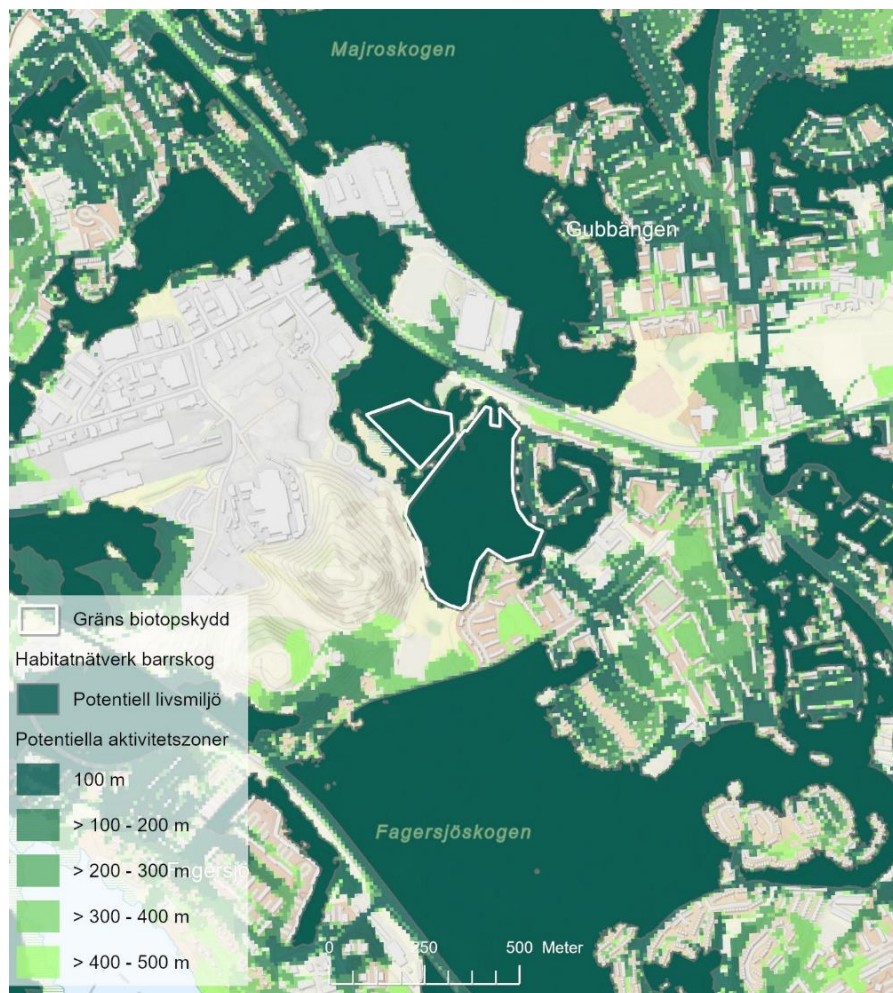 Majroskogen
Gubbängen
Gräns biotopskydd
Habitatnätverk barrskog
Potentiell livsmiljö
Potentiella aktivitetszoner
100 m
> 100 - 200 m
> 200 - 300 m
Fagersjöskogen
Fagersjö
> 300 - 400 m
> 400 - 500 m
0 250 500 Meter